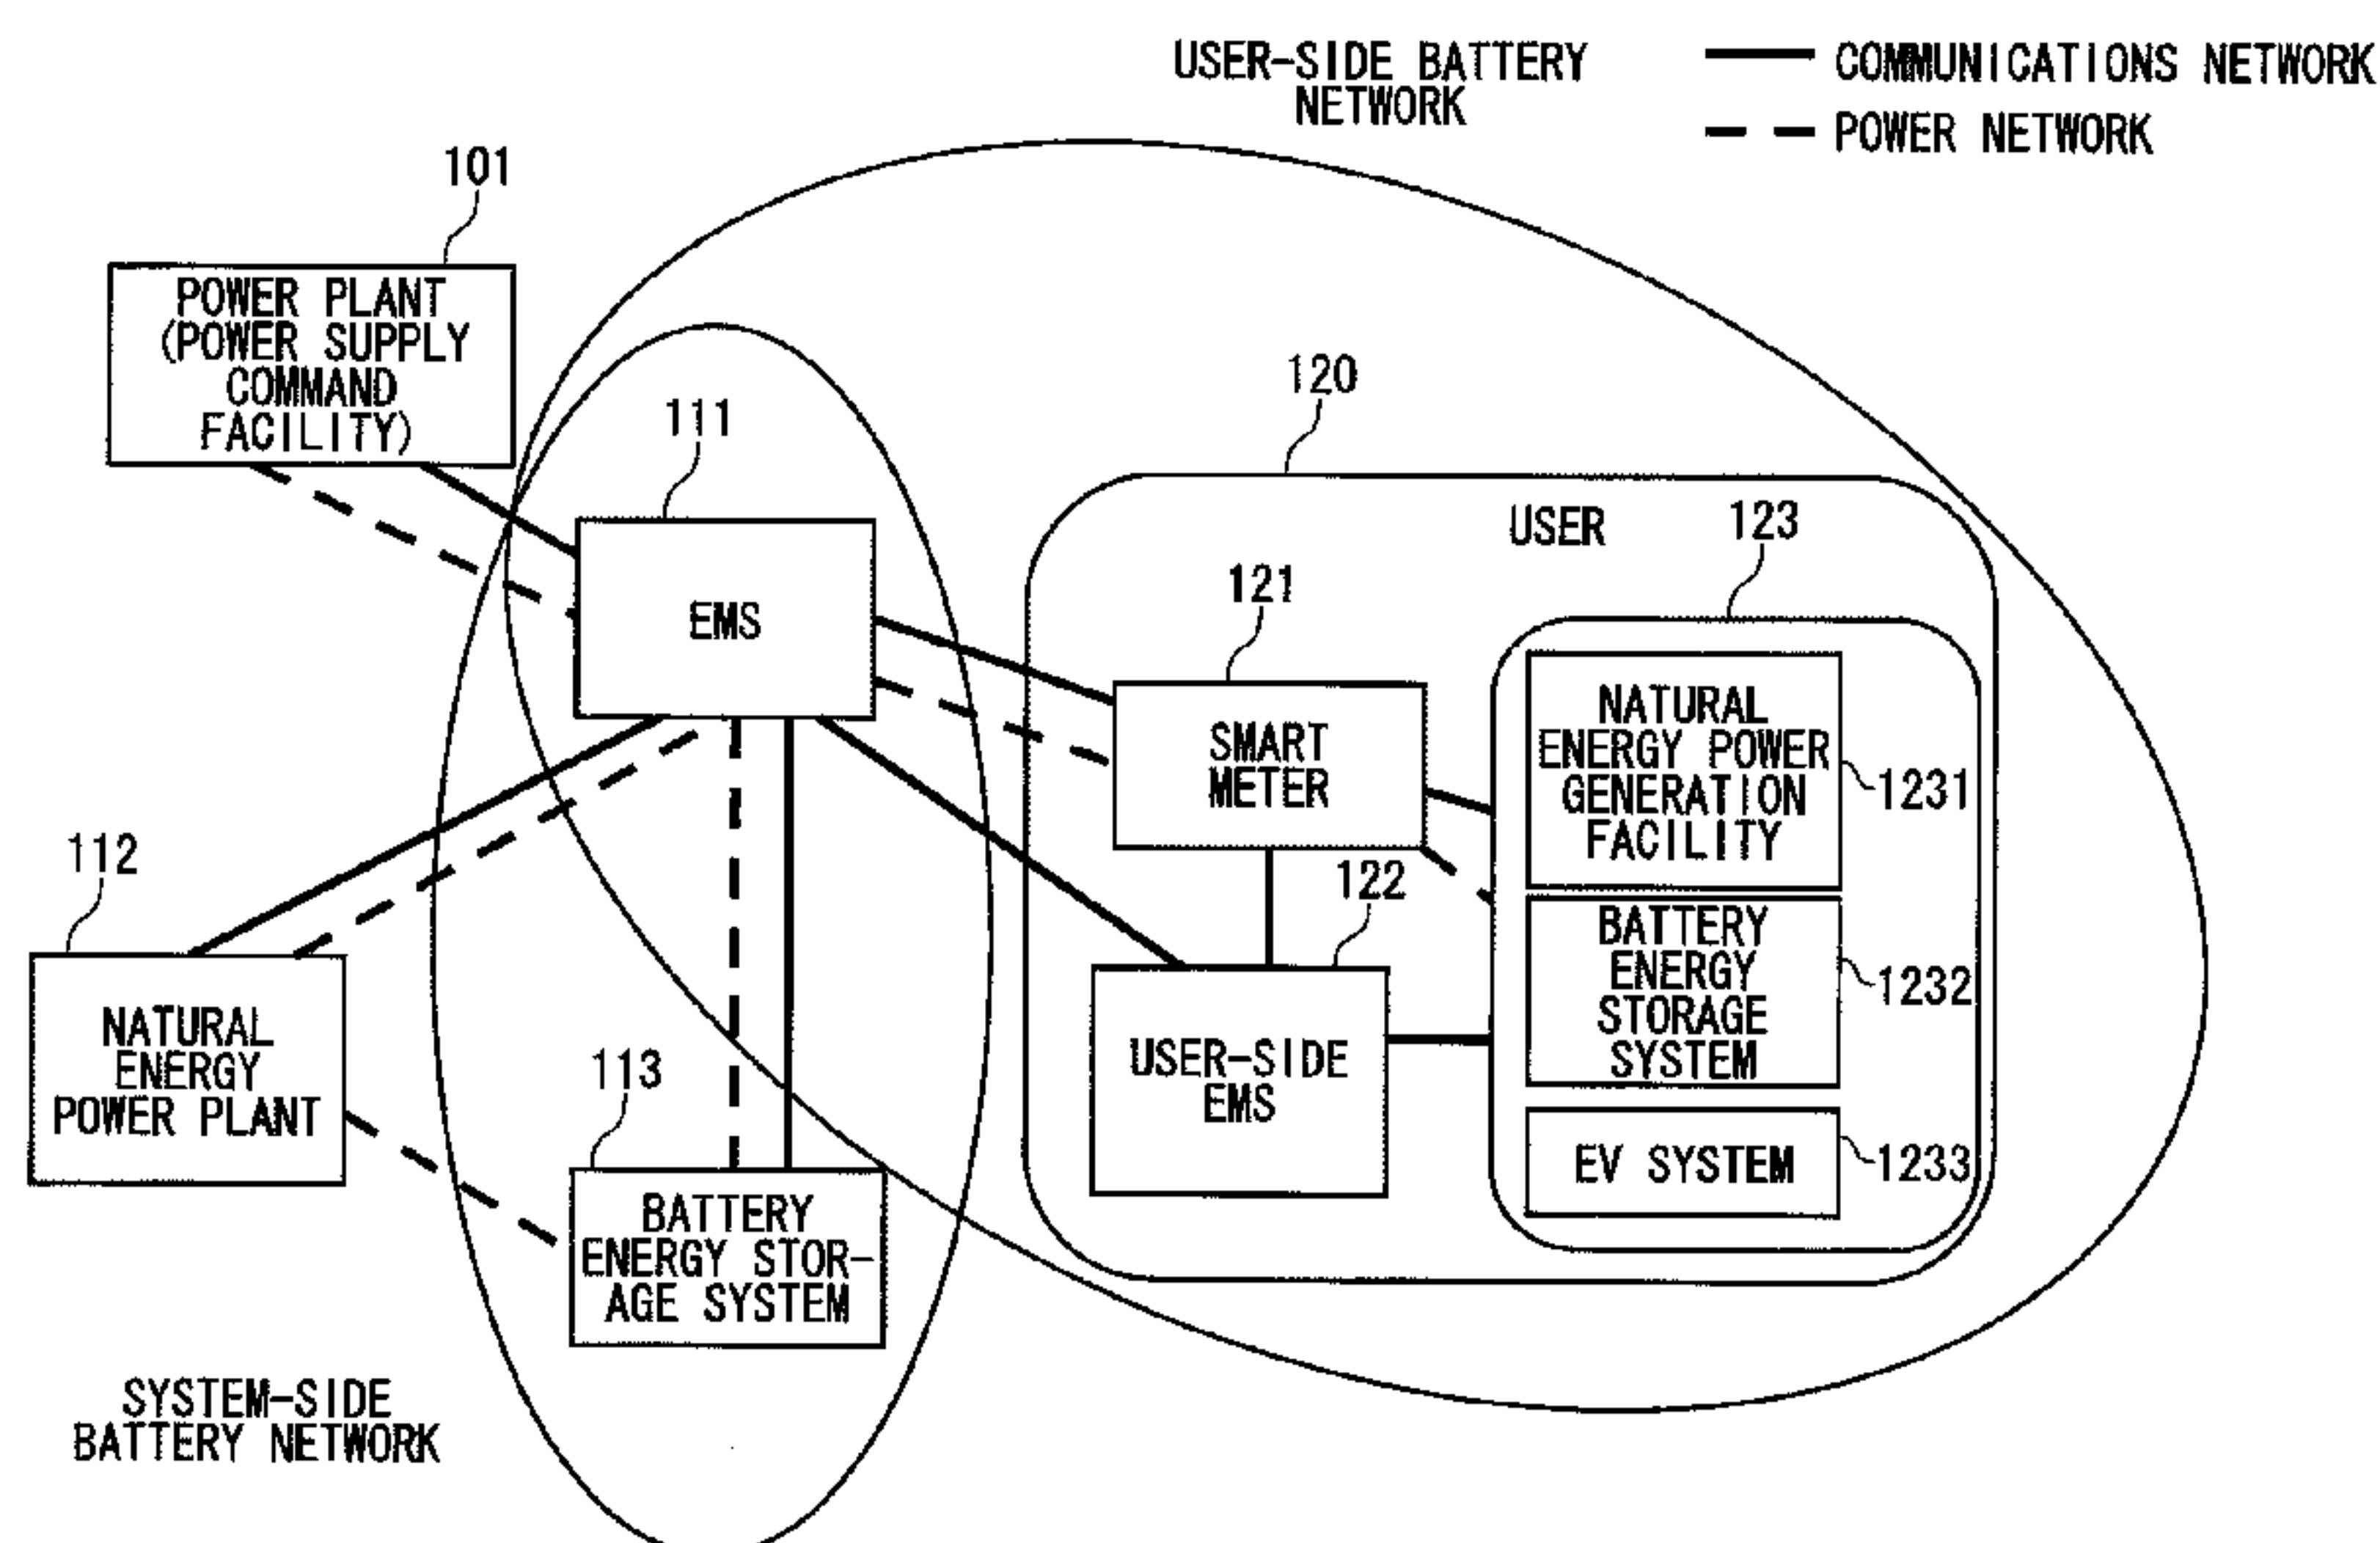 USER-SIDE BATTERY
NETWORK
COMMUNICATIONS NETWORK
POWER NETWORK
101
POWER PLANT
(POWER SUPPLY
COMMAND
FACILITY)
111
EMS
120
USER
123
121
SMART
METER
NATURAL
ENERGY POWER
GENERATION
FACILITY
1231
112
NATURAL
ENERGY
POWER PLANT
122
USER-SIDE
EMS
BATTERY
ENERGY
STORAGE
SYSTEM
1232
113
BATTERY
ENERGY STOR-
AGE SYSTEM
EV SYSTEM
1233
SYSTEM-SIDE
BATTERY NETWORK